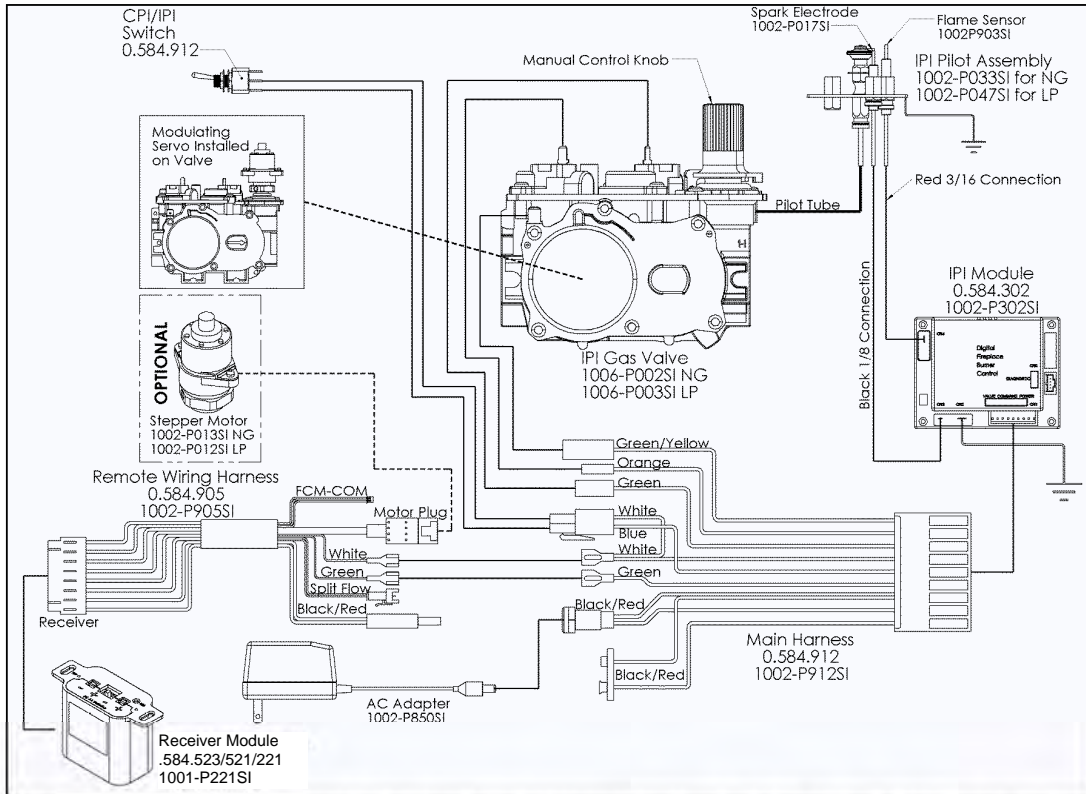 CPI/IPI
Switch
0.584.912
Spark Electrode
1002-P017SI
Flame Sensor
1002P903SI
IPI Pilot Assembly
1002-P033SI for NG
1002-P047SI for LP
Manual Control Knob
Modulating
Servo Installed
on Valve
Red 3/16 Connection
Pilot Tube
Black 1/8 Connection
IPI Module
0.584.302
1002-P302SI
Digital
Fireplace
Burner
Control
DIAGNOSTIC
VALVE COMMAND POWER
IPI Gas Valve
1006-P002SI NG
1006-P003SI LP
OPTIONAL
Stepper Motor
1002-P013SI NG
1002-P012SI LP
Remote Wiring Harness
0.584.905
1002-P905SI
FCM-COM
Motor Plug
White
Green
Split Flow
Black/Red
Receiver
Green/Yellow
Orange
Green
White
Blue
White
Green
Black/Red
Black/Red
Main Harness
0.584.912
1002-P912SI
AC Adapter
1002-P850SI
Receiver Module
.584.523/521/221
1001-P221SI